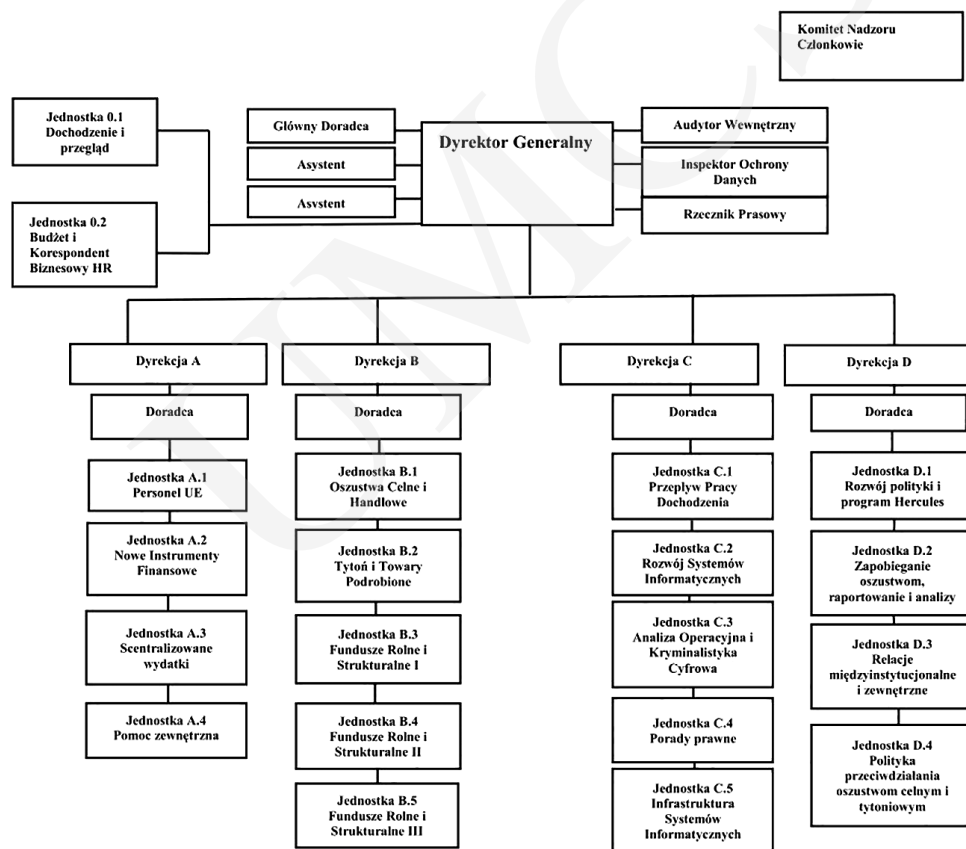 Komitet Nadzoru
Członkowie
Jednostka 0.1
Dochodzenie i
przegląd
Jednostka 0.2
Budżet i
Korespondent
Biznesowy HR
Główny Doradca
Asystent
Asystent
Dyrektor Generalny
Audytor Wewnętrzny
Inspektor Ochrony
Danych
Rzecznik Prasowy
Dyrekcja A
Doradca
Jednostka A.1
Personel UE
Jednostka A.2
Nowe Instrumenty
Finansowe
Jednostka A.3
Scentralizowane
wydatki
Jednostka A.4
Pomoc zewnętrzna
Dyrekcja B
Doradca
Jednostka B.1
Oszustwa Celne i
Handlowe
Jednostka B.2
Tytoń i Towary
Podrobione
Jednostka B.3
Fundusze Rolne i
Strukturalne I
Jednostka B.4
Fundusze Rolne i
Strukturalne II
Jednostka B.5
Fundusze Rolne i
Strukturalne III
Dyrekcja C
Doradca
Jednostka C.1
Przepływ Pracy
Dochodzenia
Jednostka C.2
Rozwój Systemów
Informatycznych
Jednostka C.3
Analiza Operacyjna i
Kryminalistyka
Cyfrowa
Jednostka C.4
Porady prawne
Jednostka C.5
Infrastruktura
Systemów
Informatycznych
Dyrekcja D
Doradca
Jednostka D.1
Rozwój polityki i
program Hercules
Jednostka D.2
Zapobieganie
oszustwom,
raportowanie i analizy
Jednostka D.3
Relacje
międzyinstytucjonalne
i zewnętrzne
Jednostka D.4
Polityka
przeciwdziałania
oszustwom celnym i
tytoniowym
UMC